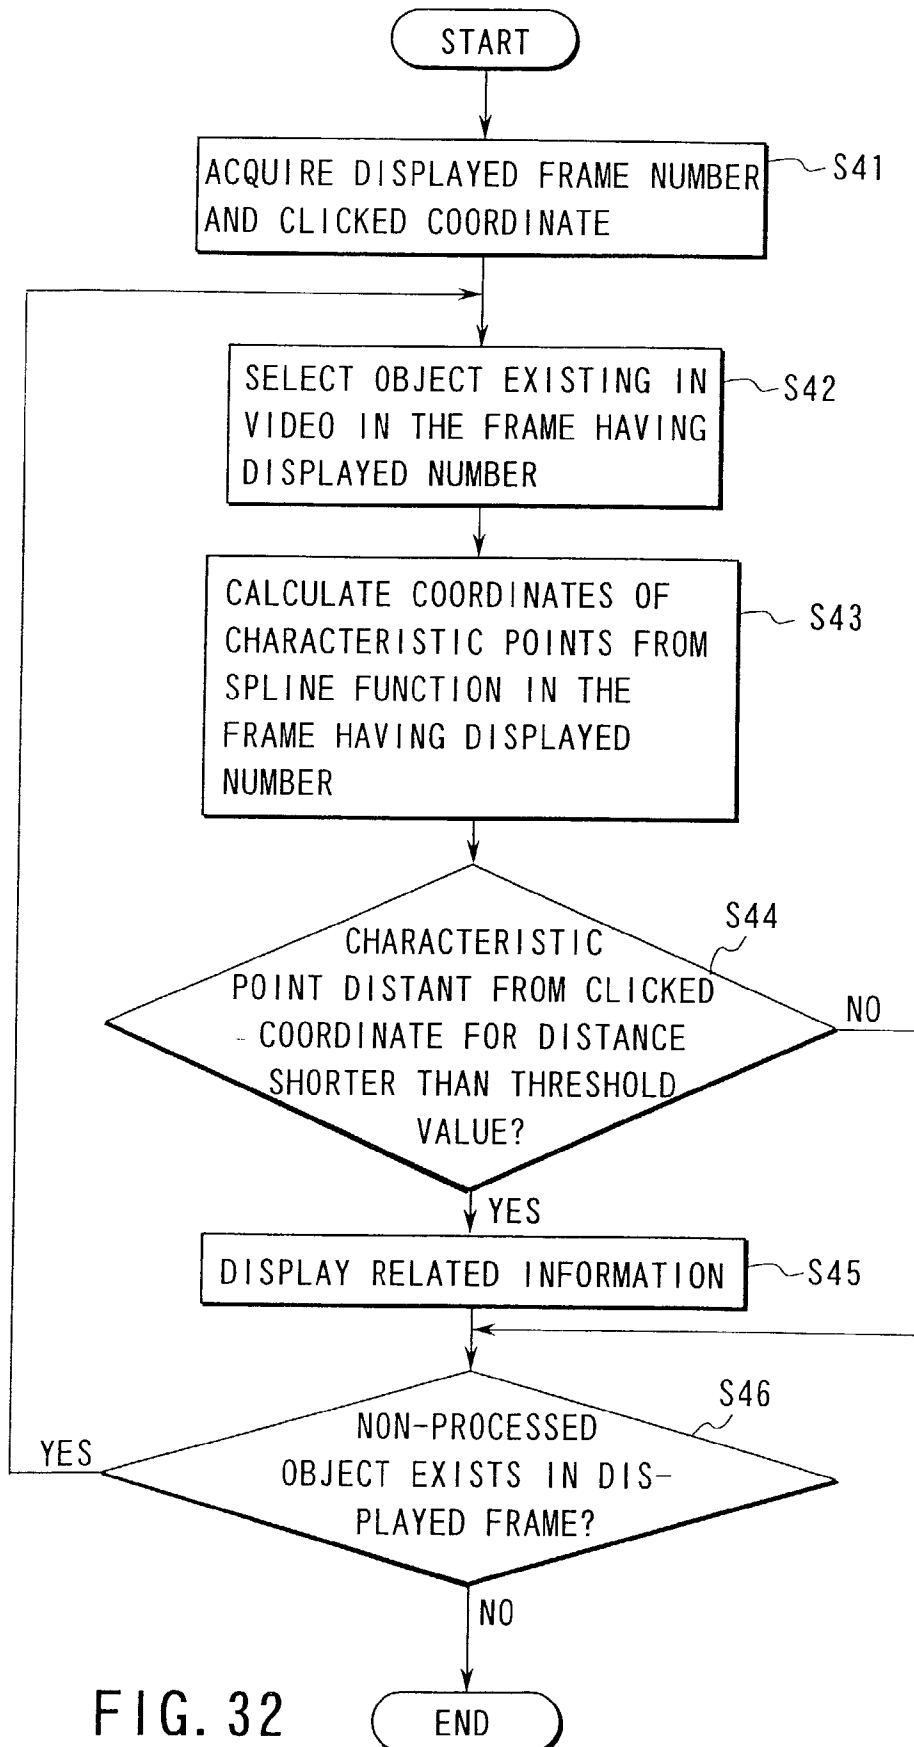 START
ACQUIRE DISPLAYED FRAME NUMBER
AND CLICKED COORDINATE
S41
SELECT OBJECT EXISTING IN
VIDEO IN THE FRAME HAVING
DISPLAYED NUMBER
S42
CALCULATE COORDINATES OF
CHARACTERISTIC POINTS FROM
SPLINE FUNCTION IN THE
FRAME HAVING DISPLAYED
NUMBER
S43
S44
CHARACTERISTIC
POINT DISTANT FROM CLICKED
COORDINATE FOR DISTANCE
SHORTER THAN THRESHOLD
VALUE?
NO
YES
DISPLAY RELATED INFORMATION
S45
S46
NON-PROCESSED
OBJECT EXISTS IN DIS-
PLAYED FRAME?
YES
NO
END
FIG. 32